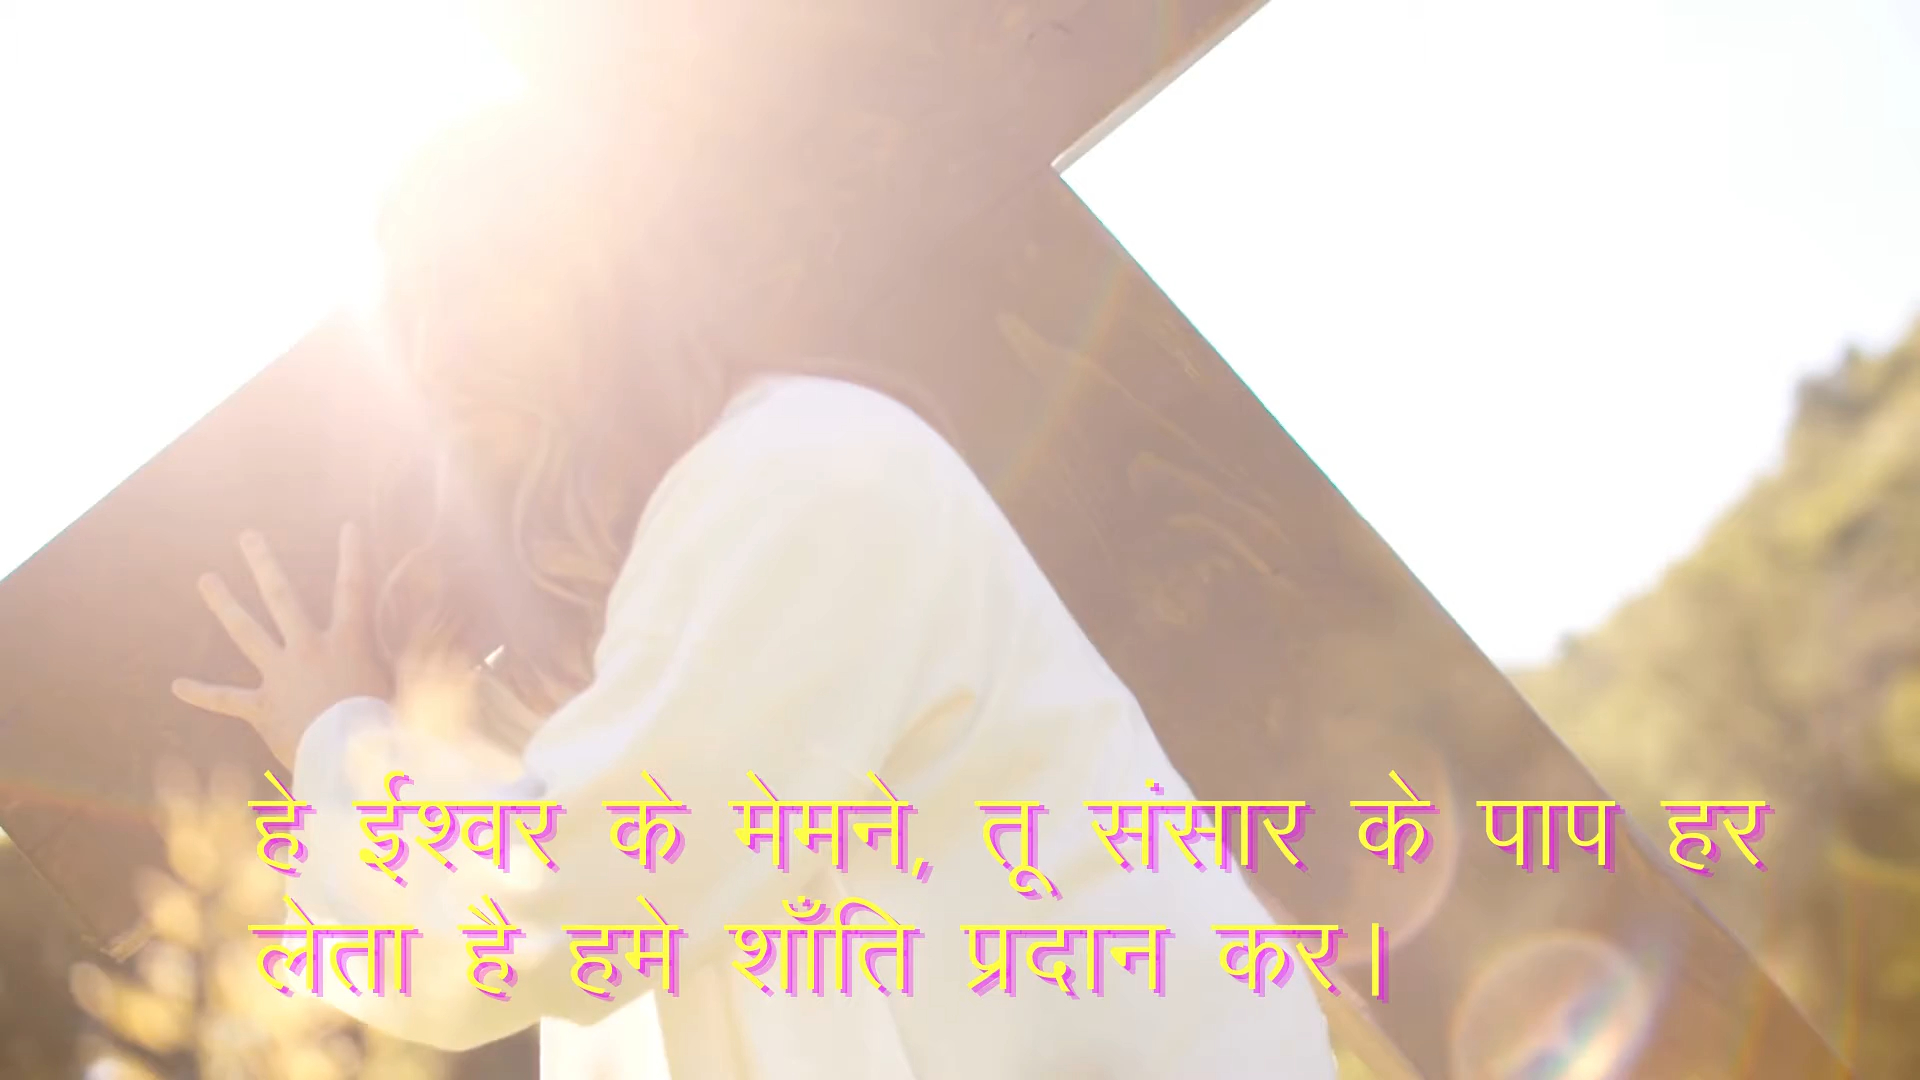 हे ईश्वर के मेमने, तू संसार के पाप हर
लेता है हमे शाँति प्रदान कर।